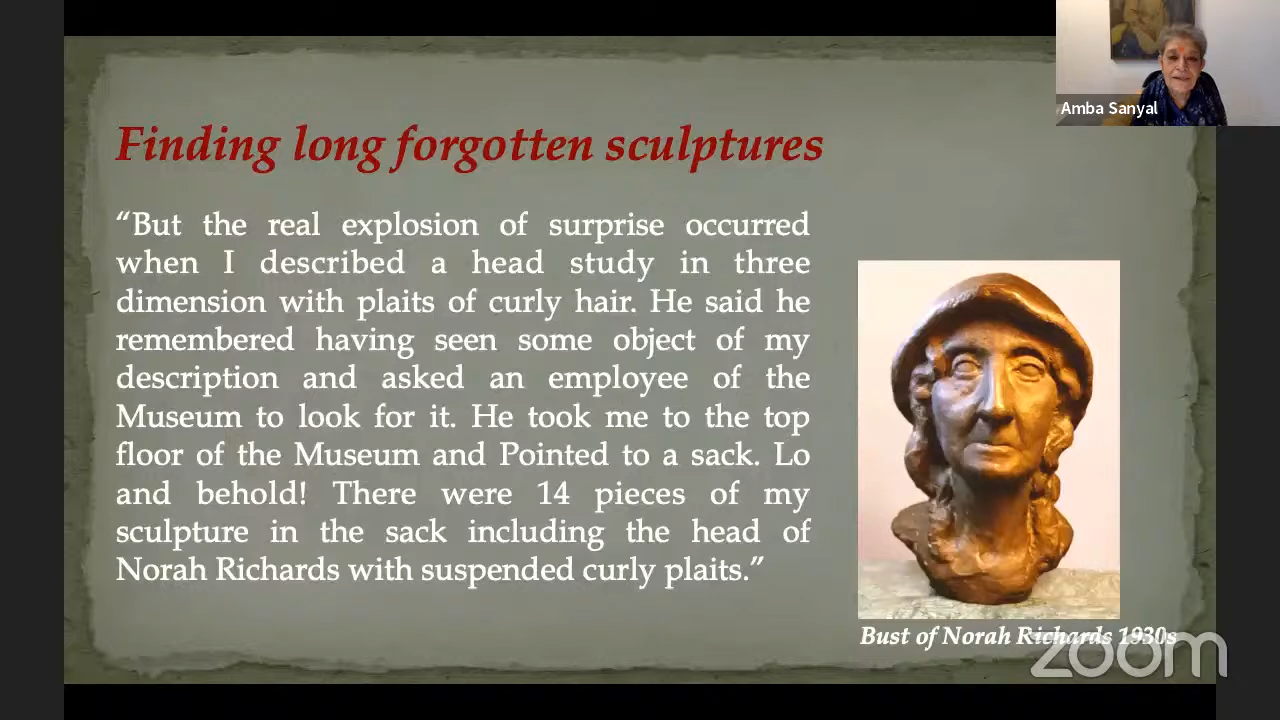 Amba Sanyal
Finding long forgotten sculptures
“But the real explosion of surprise occurred
when I described a head study in three
dimension with plaits of curly hair. He said he
remembered having seen some object of my
description and asked an employee of the
Museum to look for it. He took me to the top
floor of the Museum and Pointed to a sack. Lo
and behold! There were 14 pieces of my
sculpture in the sack including the head of
Norah Richards with suspended curly plaits.”
Bust of Norah Richards 1930s
zoom